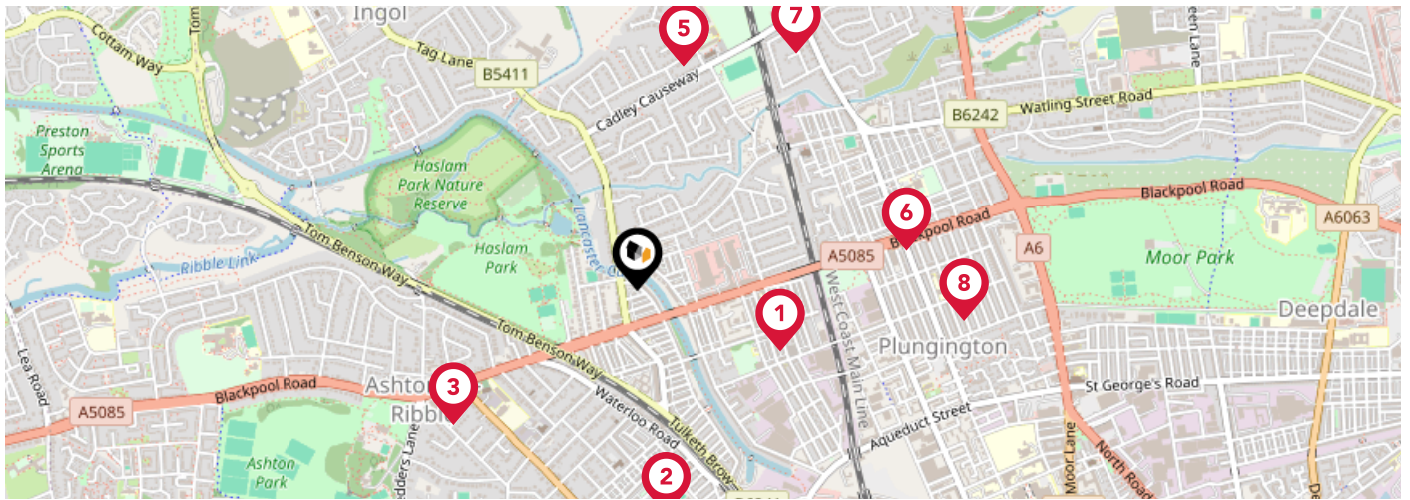 Ingol
Tom
Cottam Way
Tag Lane
B5411
5
7
Cadley Causeway
Watling Street Road
B6242
Preston
Sports
Arena
Haslam
Park Nature
Reserve
Blackpool Road
A6063
6
Blackpool Road
A5085
A6
Moor Park
Lancaster
Haslam
Park
Ribble Link
Tom Benson Way
8
1
West Coast Main Line
Deepdale
Plungington
Tom Benson Way
Lea Road
Blackpool Road
A5085
Ashton
3
St George's Road
Waterloo Road
Aqueduct Street
Tulketh Brow
Moor Lane
North Road
Ashton
Park
2